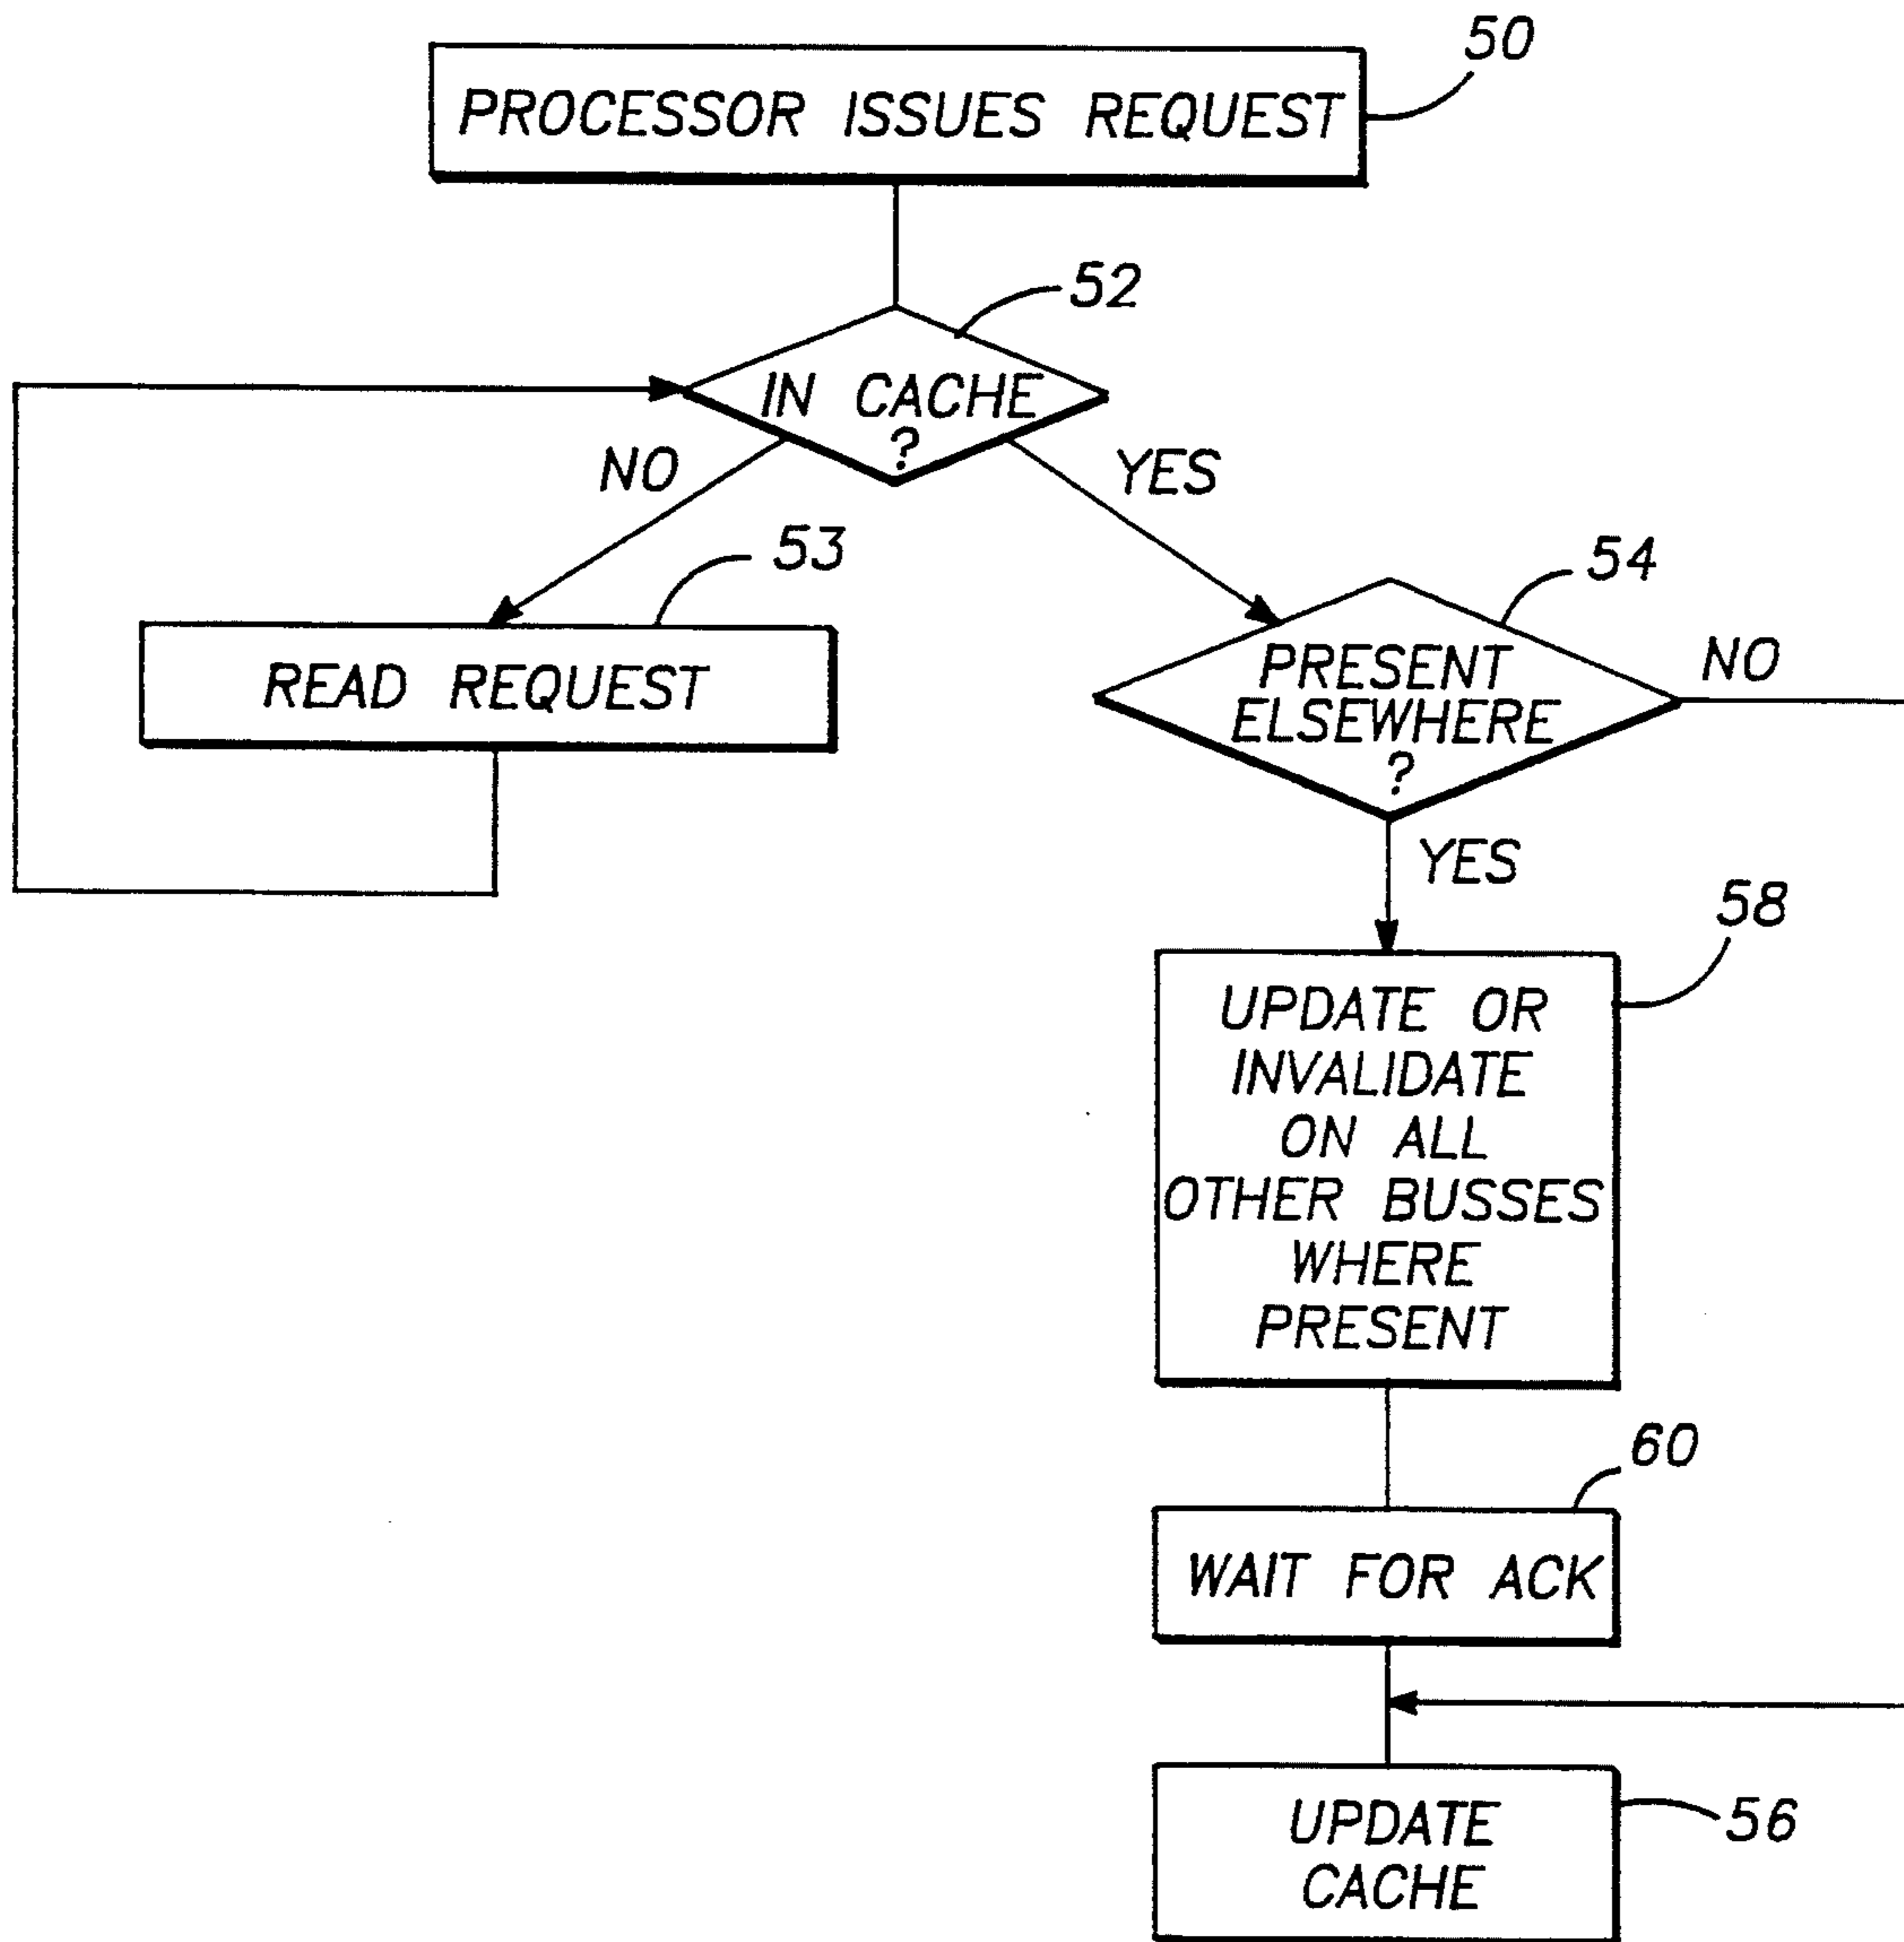 50
PROCESSOR ISSUES REQUEST
52
IN CACHE
?
NO
YES
53
READ REQUEST
54
PRESENT
ELSEWHERE
?
NO
YES
58
UPDATE OR
INVALIDATE
ON ALL
OTHER BUSSES
WHERE
PRESENT
60
WAIT FOR ACK
UPDATE
CACHE
56